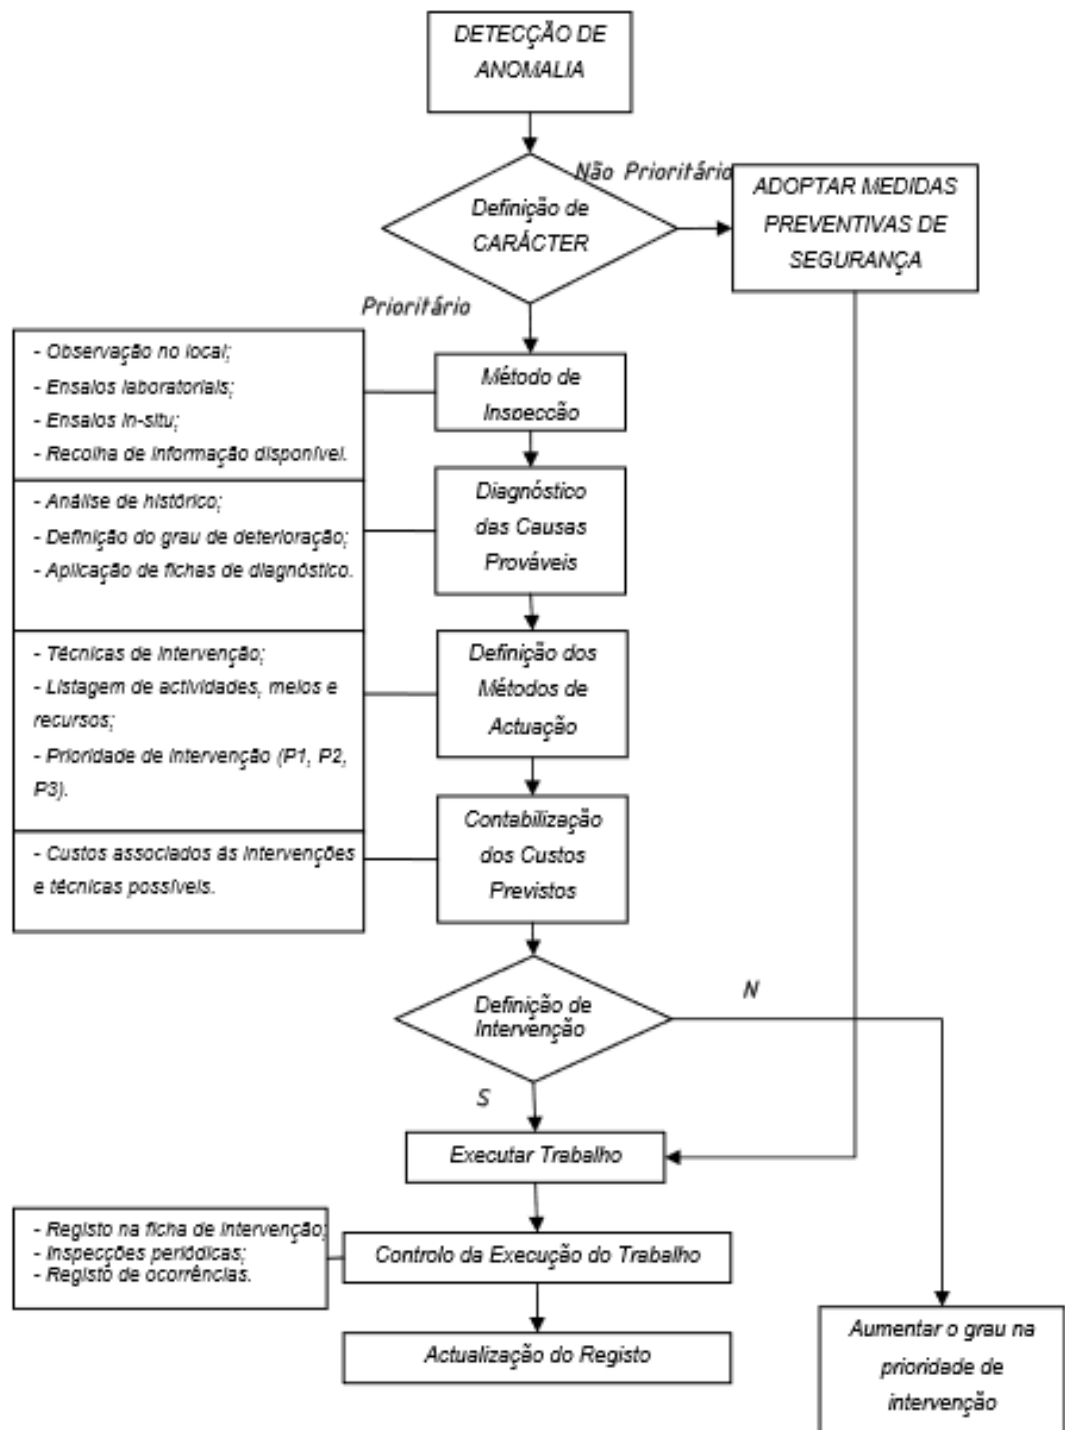 DETECÇÃO DE
ANOMALIA
Não Prioritário
Definição de
CARÁCTER
ADOPTAR MEDIDAS
PREVENTIVAS DE
SEGURANÇA
Prioritário
- Observação no local;
- Ensaios laboratoriais;
- Ensaios in-situ;
- Recolha de informação disponível.
Método de
Inspecção
- Análise de histórico;
- Definição do grau de deterioração;
- Aplicação de fichas de diagnóstico.
Diagnóstico
das Causas
Prováveis
- Técnicas de intervenção;
- Listagem de actividades, meios e
recursos;
- Prioridade de intervenção (P1, P2,
P3).
Definição dos
Métodos de
Actuação
- Custos associados ás intervenções
e técnicas possíveis.
Contabilização
dos Custos
Previstos
Definição de
Intervenção
N
S
Executar Trabalho
- Registo na ficha de intervenção;
- Inspecções periódicas;
- Registo de ocorrências.
Controlo da Execução do Trabalho
Actualização do Registo
Aumentar o grau na
prioridade de
intervenção